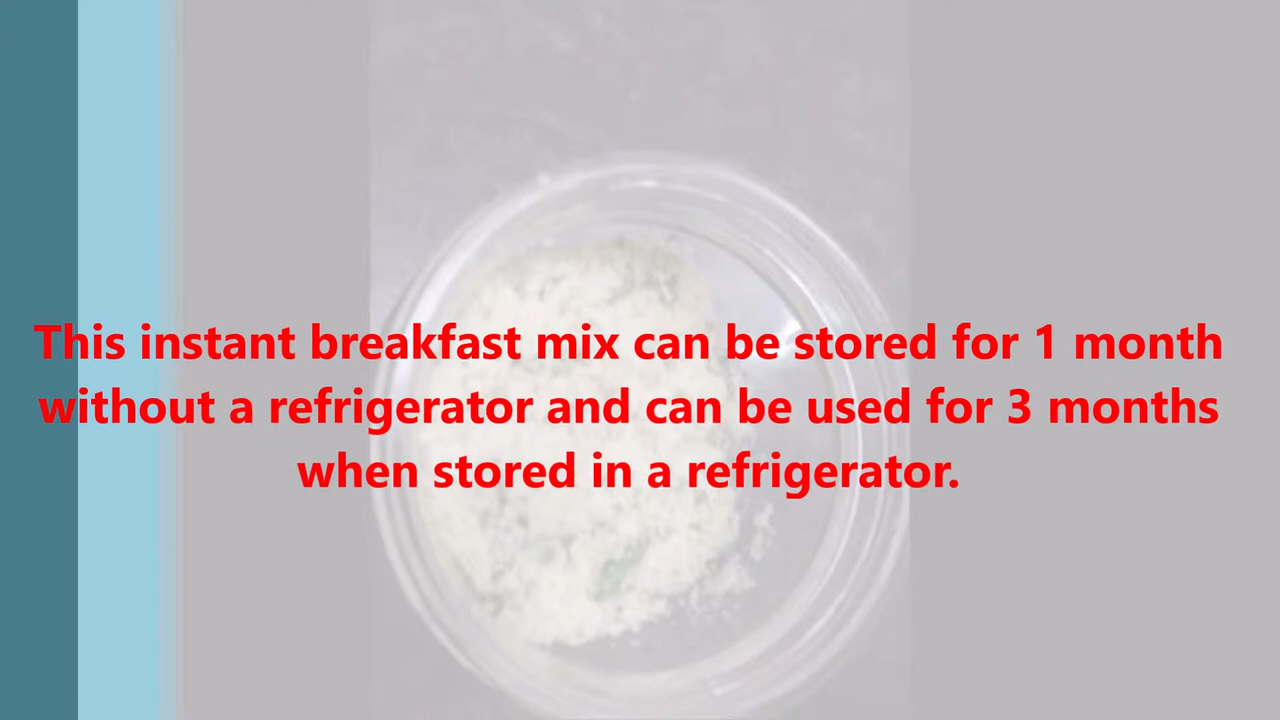 This instant breakfast mix can be stored for 1 month
without a refrigerator and can be used for 3 months
when stored in a refrigerator.